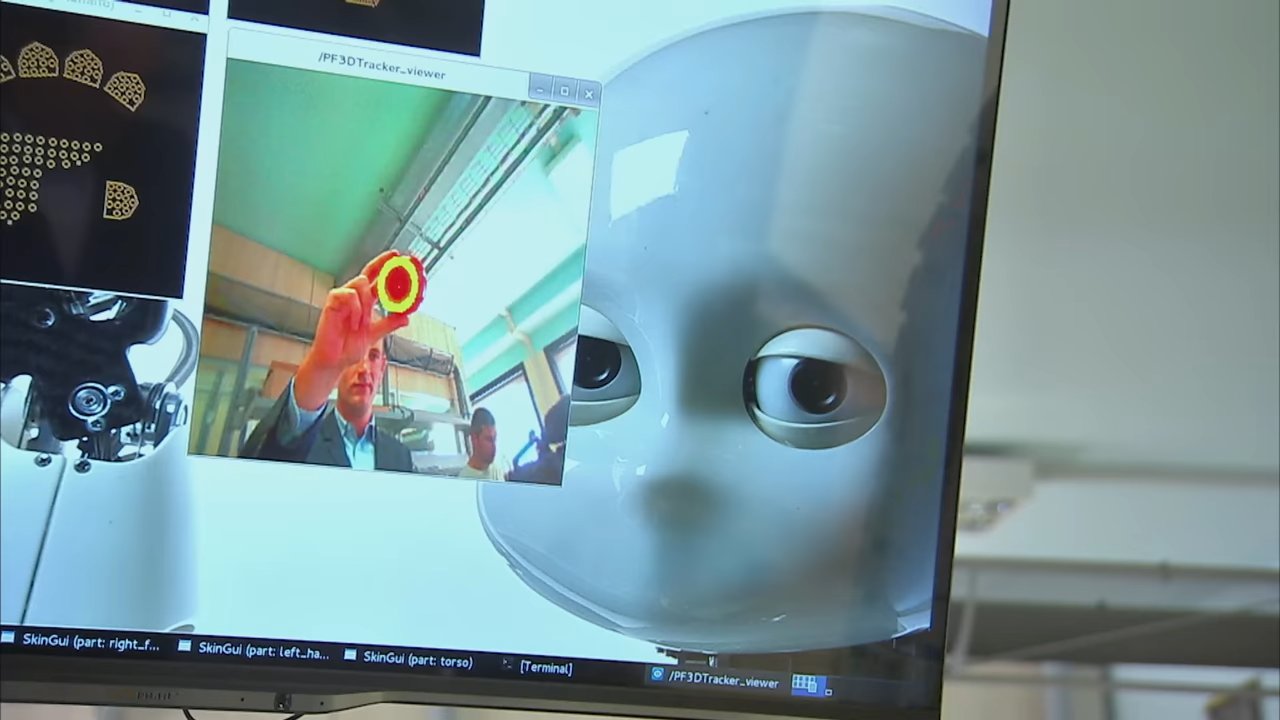 /PF3DTracker_viewer
SkinGui (part: right_f...
SkinGui (part: left_ha...
SkinGui (part: torso)
[Terminal]
/PF3DTracker_viewer